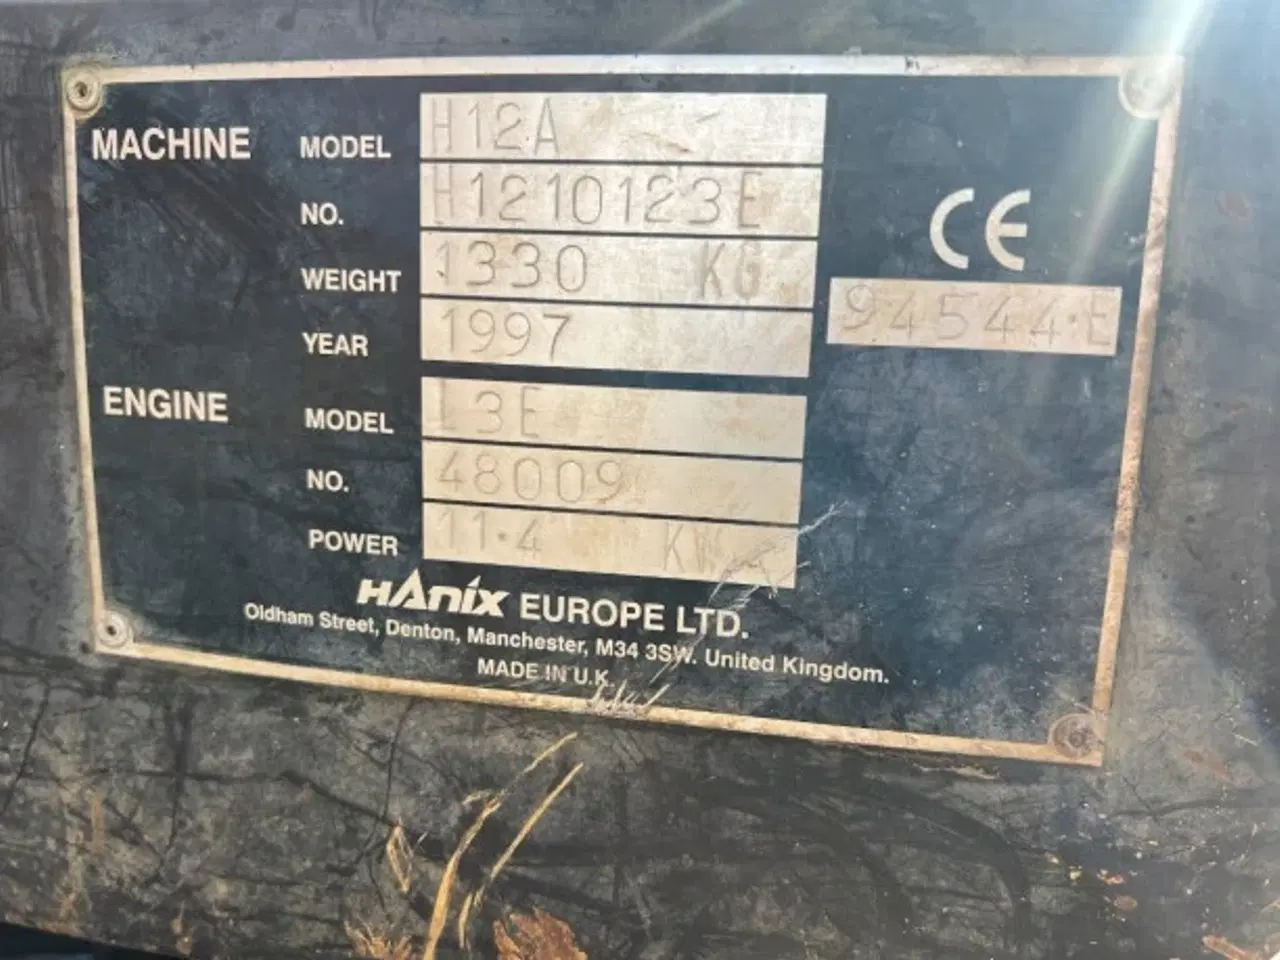 MACHINE MODEL H12A
NO. H1210123E
WEIGHT 1330 KG
YEAR 1997
CE
94544·E
ENGINE MODEL L3E
NO. 48009
POWER 11·4 KW
HANIX EUROPE LTD.
Oldham Street, Denton, Manchester, M34 3SW. United Kingdom.
MADE IN U.K.